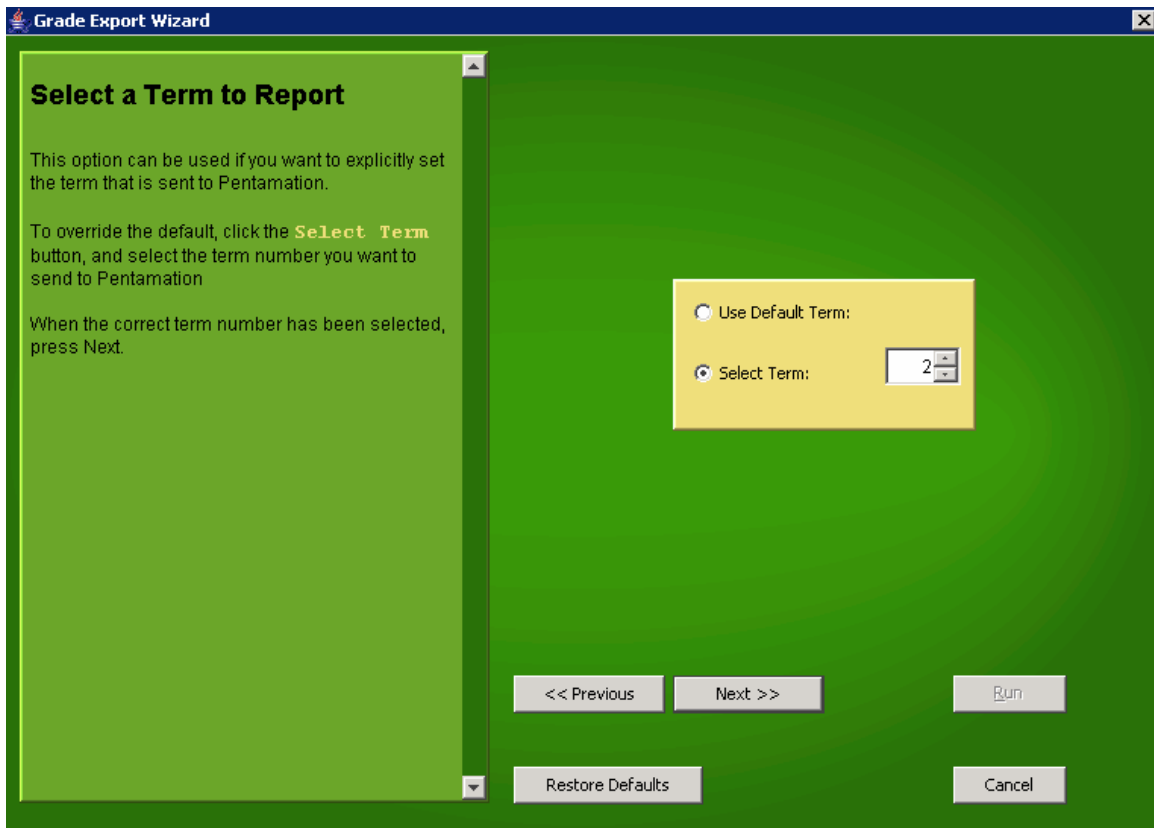 Grade Export Wizard
Select a Term to Report
This option can be used if you want to explicitly set
the term that is sent to Pentamation.
To override the default, click the Select Term
button, and select the term number you want to
send to Pentamation
When the correct term number has been selected,
press Next.
Use Default Term:
Select Term: 2
<< Previous Next >> Run
Restore Defaults Cancel